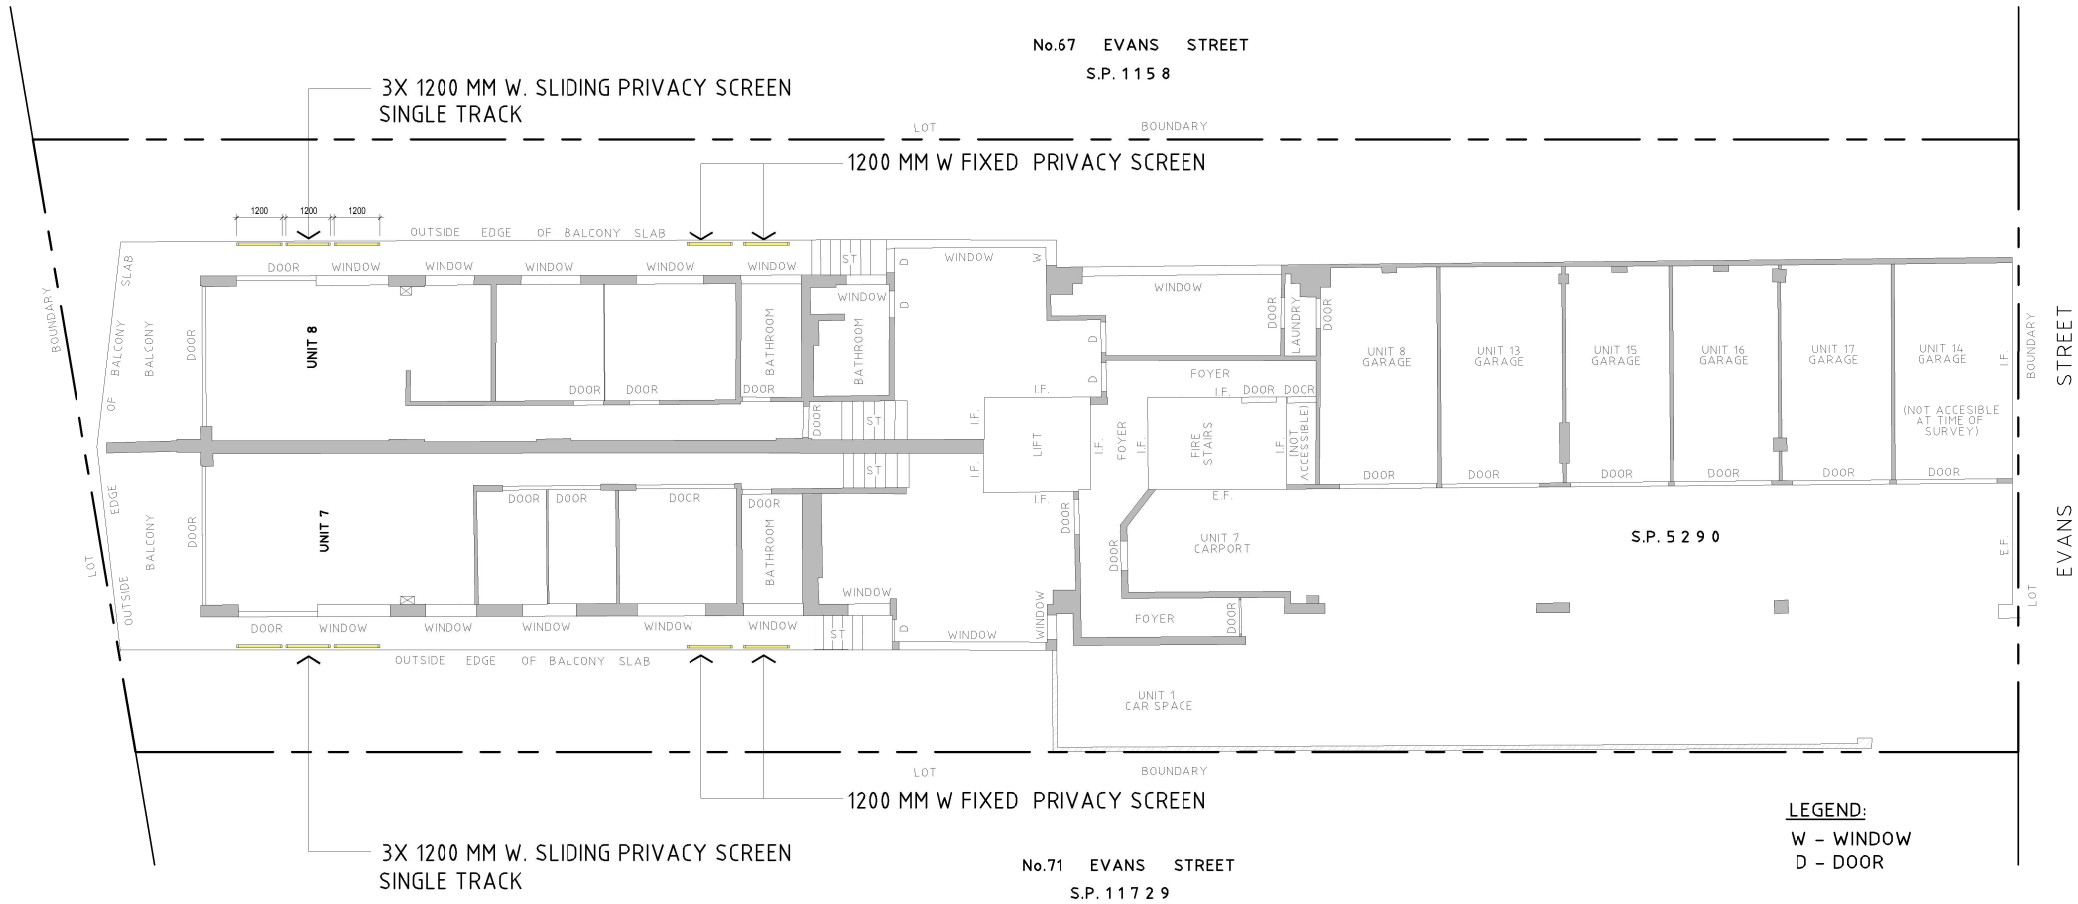 No.67 EVANS STREET
S.P. 1158
3X 1200 MM W. SLIDING PRIVACY SCREEN
SINGLE TRACK
LOT BOUNDARY
1200 MM W FIXED PRIVACY SCREEN
1200 1200 1200
OUTSIDE EDGE OF BALCONY SLAB
DOOR WINDOW WINDOW WINDOW WINDOW WINDOW
ST
D
WINDOW
W
WINDOW
D
WINDOW
DOOR
LAUNDRY
DOOR
BOUNDARY
OUTSIDE EDGE OF BALCONY SLAB
BALCONY
DOOR
UNIT 8
BATHROOM
BATHROOM
D
D
UNIT 8
GARAGE
UNIT 13
GARAGE
UNIT 15
GARAGE
UNIT 16
GARAGE
UNIT 17
GARAGE
UNIT 14
GARAGE
I.F.
BOUNDARY
EVANS STREET
FOYER
DOOR DOOR DOOR
I.F.
I.F. DOOR DOCR
(NOT ACCESIBLE
AT TIME OF
SURVEY)
DOOR
ST
I.F.
LIFT
I.F.
FOYER
I.F.
FIRE
STAIRS
I.F.
(NOT
ACCESSIBLE)
ST
I.F.
DOOR DOOR DOOR DOOR DOOR DOOR
I.F.
E.F.
LOT
BALCONY
DOOR
UNIT 7
DOOR DOOR DOCR DOOR
BATHROOM
DOOR
DOOR
UNIT 7
CARPORT
S.P. 5290
E.F.
LOT
WINDOW
WINDOW
FOYER
DOOR
DOOR WINDOW WINDOW WINDOW WINDOW WINDOW
ST
D
WINDOW
OUTSIDE EDGE OF BALCONY SLAB
UNIT 1
CAR SPACE
LOT BOUNDARY
1200 MM W FIXED PRIVACY SCREEN
3X 1200 MM W. SLIDING PRIVACY SCREEN
SINGLE TRACK
No.71 EVANS STREET
S.P. 11729
LEGEND:
W - WINDOW
D - DOOR